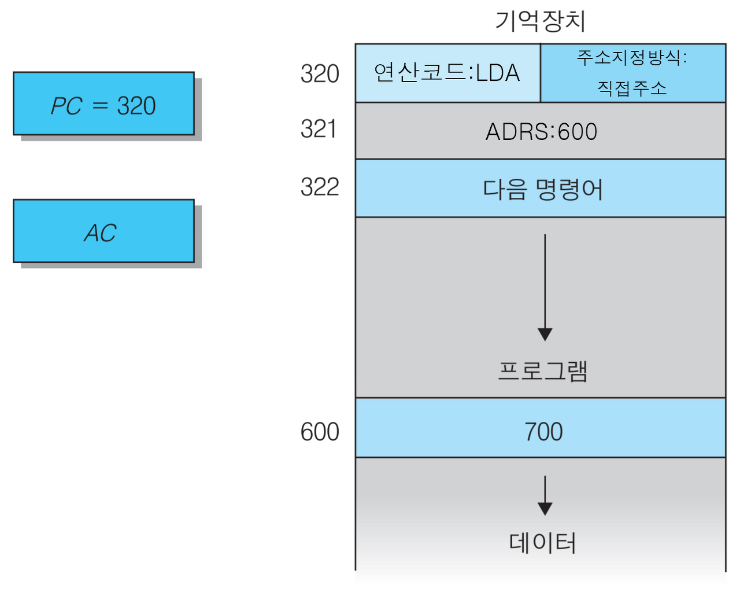 기억장치
PC = 320
AC
320
연산코드:LDA
주소지정방식:
직접주소
321
ADRS:600
322
다음 명령어
프로그램
600
700
데이터